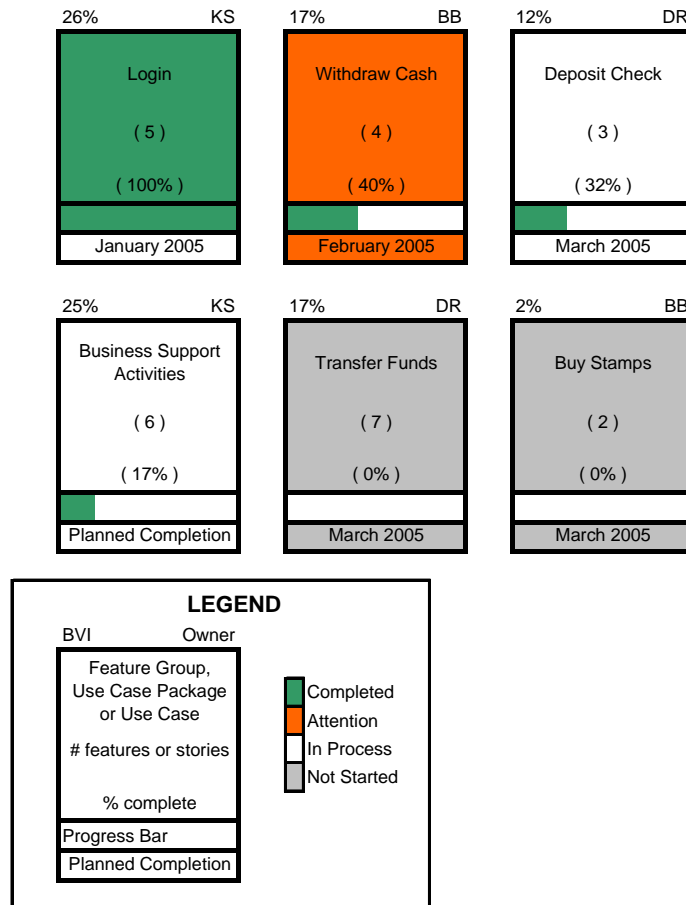 26% KS
Login
( 5 )
( 100% )
January 2005
17% BB
Withdraw Cash
( 4 )
( 40% )
February 2005
12% DR
Deposit Check
( 3 )
( 32% )
March 2005
25% KS
Business Support
Activities
( 6 )
( 17% )
Planned Completion
17% DR
Transfer Funds
( 7 )
( 0% )
March 2005
2% BB
Buy Stamps
( 2 )
( 0% )
March 2005
LEGEND
BVI Owner
Feature Group,
Use Case Package
or Use Case
# features or stories
% complete
Progress Bar
Planned Completion
Completed
Attention
In Process
Not Started